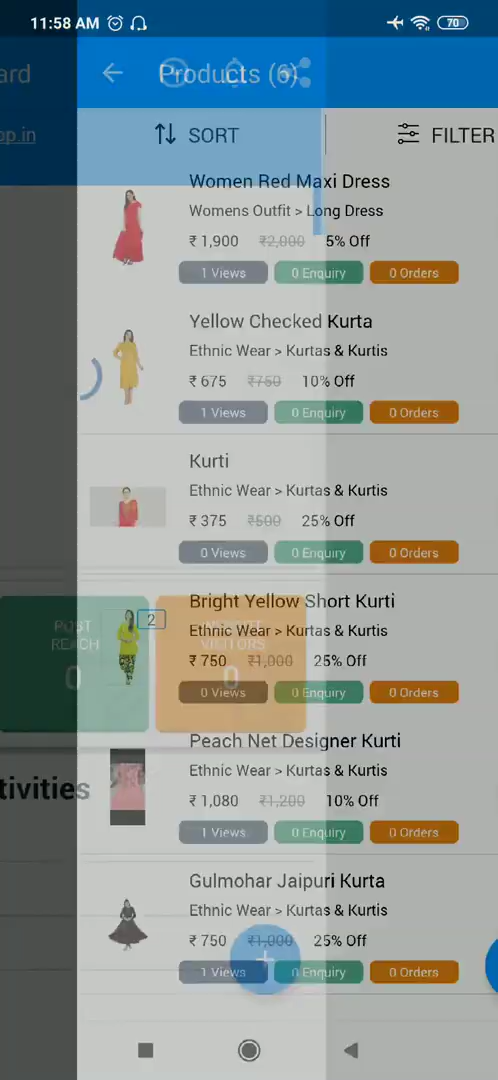 11:58 AM
70
ard
Products (6)
op.in
SORT
FILTER
Women Red Maxi Dress
Womens Outfit > Long Dress
₹ 1,900 ₹2,000 5% Off
1 Views 0 Enquiry 0 Orders
Yellow Checked Kurta
Ethnic Wear > Kurtas & Kurtis
₹ 675 ₹750 10% Off
1 Views 0 Enquiry 0 Orders
Kurti
Ethnic Wear > Kurtas & Kurtis
₹ 375 ₹500 25% Off
0 Views 0 Enquiry 0 Orders
Bright Yellow Short Kurti
2
POST
REACH
0
VISITORS
0
Ethnic Wear > Kurtas & Kurtis
₹ 750 ₹1,000 25% Off
0 Views 0 Enquiry 0 Orders
Peach Net Designer Kurti
Ethnic Wear > Kurtas & Kurtis
tivities
₹ 1,080 ₹1,200 10% Off
1 Views 0 Enquiry 0 Orders
Gulmohar Jaipuri Kurta
Ethnic Wear > Kurtas & Kurtis
₹ 750 ₹1,000 25% Off
1 Views 0 Enquiry 0 Orders